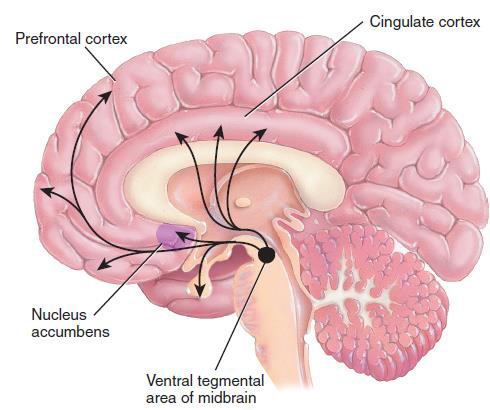 Cingulate cortex
Prefrontal cortex
Nucleus
accumbens
Ventral tegmental
area of midbrain